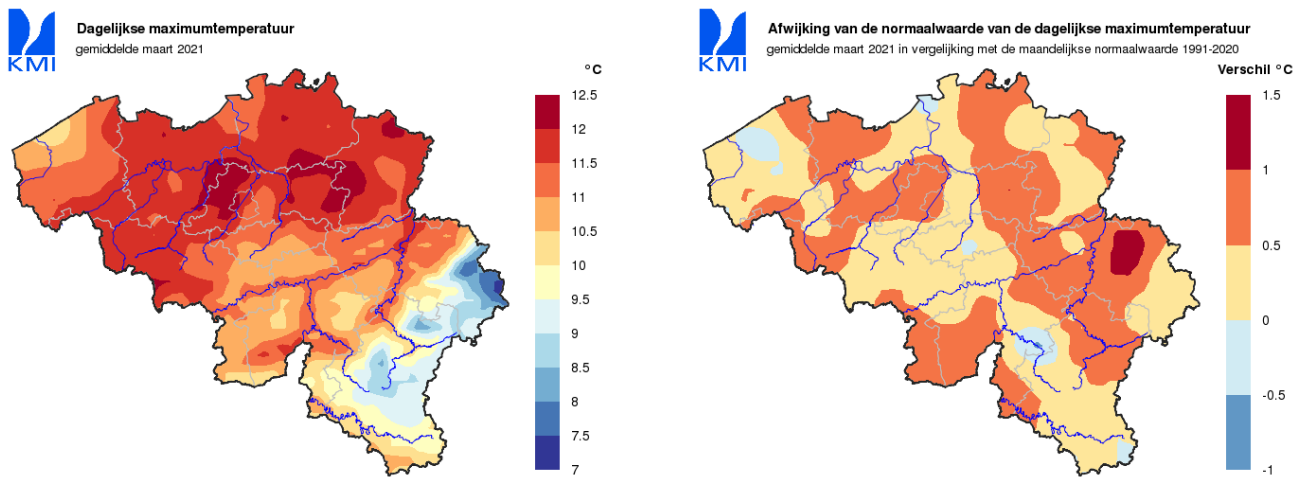 KMI
Dagelijkse maximumtemperatuur
gemiddelde maart 2021
°C
12.5
12
11.5
11
10.5
10
9.5
9
8.5
8
7.5
7
KMI
Afwijking van de normaalwaarde van de dagelijkse maximumtemperatuur
gemiddelde maart 2021 in vergelijking met de maandelijkse normaalwaarde 1991-2020
Verschil °C
1.5
1
0.5
0
-0.5
-1